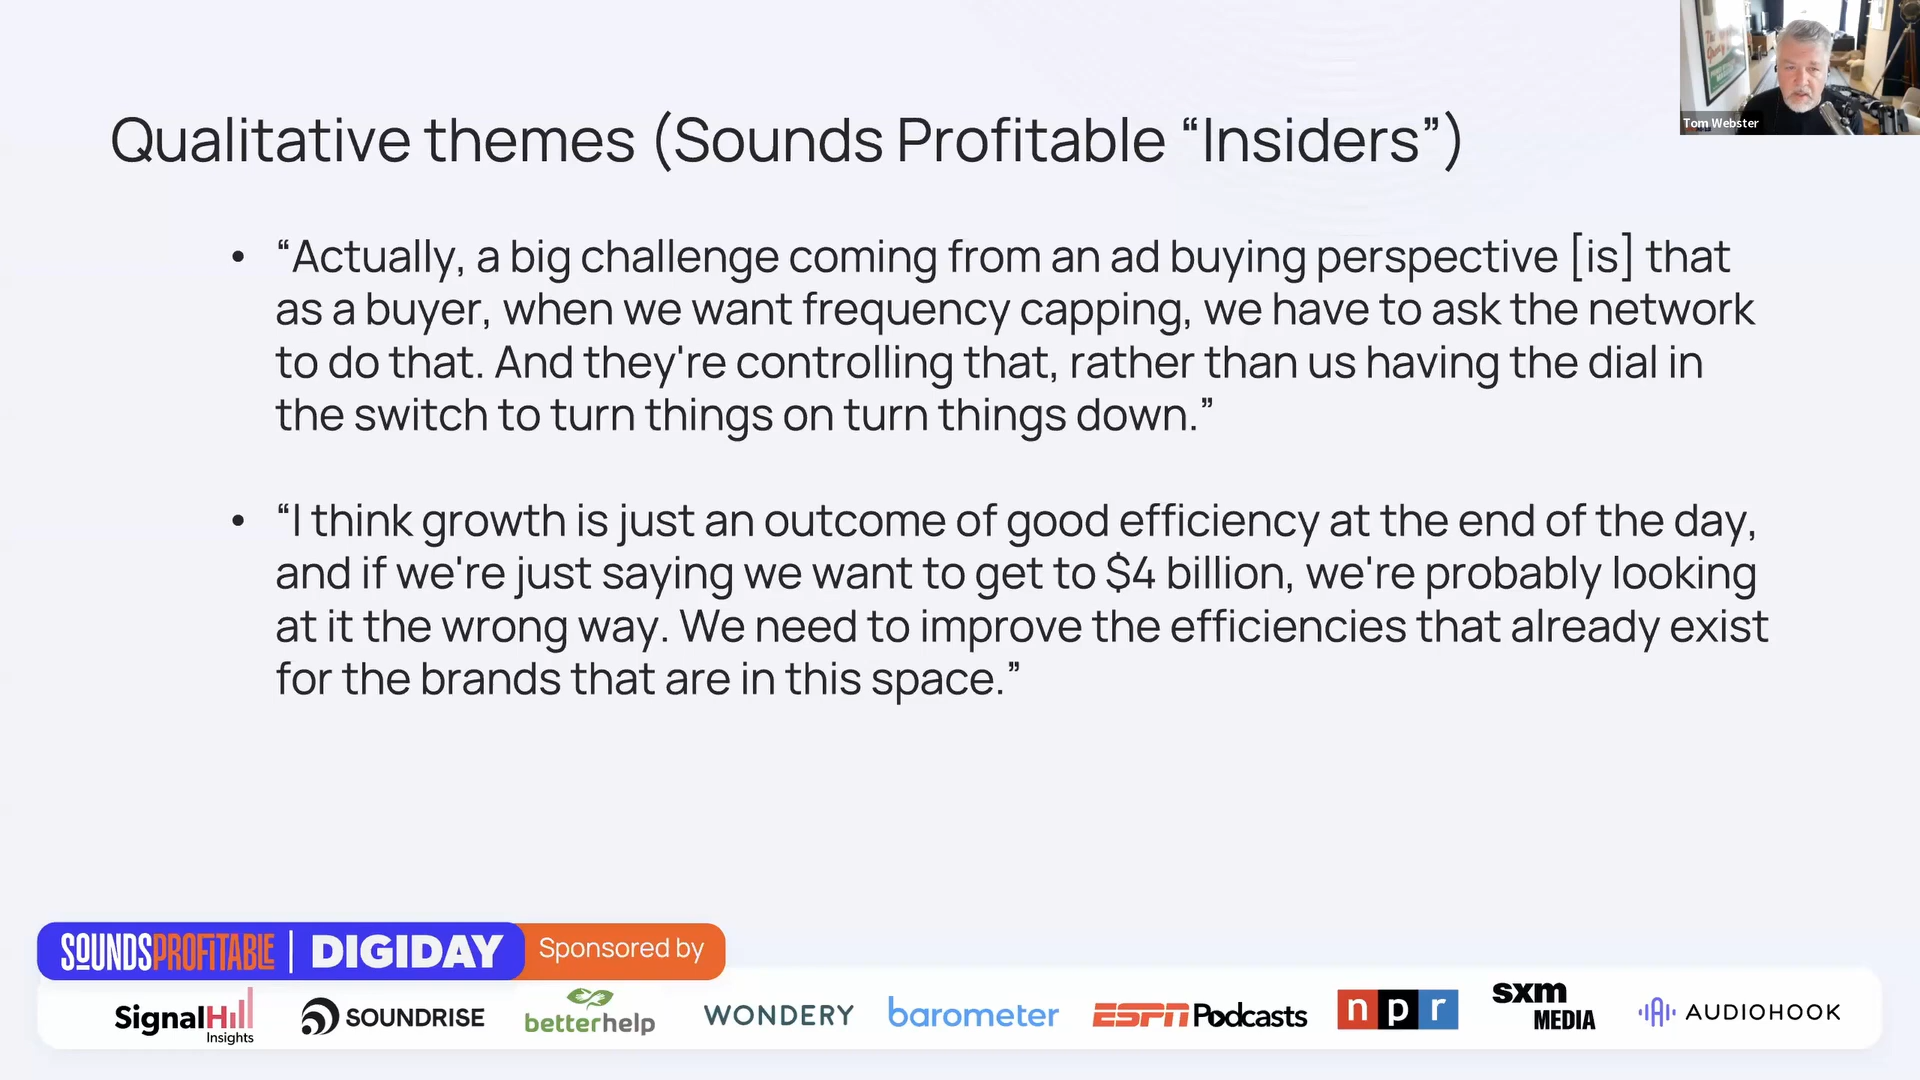 Tom Webster
Qualitative themes (Sounds Profitable “Insiders”)
• “Actually, a big challenge coming from an ad buying perspective [is] that
as a buyer, when we want frequency capping, we have to ask the network
to do that. And they're controlling that, rather than us having the dial in
the switch to turn things on turn things down.”
• “I think growth is just an outcome of good efficiency at the end of the day,
and if we're just saying we want to get to $4 billion, we're probably looking
at it the wrong way. We need to improve the efficiencies that already exist
for the brands that are in this space.”
SOUNDSPROFITABLE | DIGIDAY Sponsored by
SignalHill
Insights
SOUNDRISE
betterhelp
WONDERY
barometer
ESPN Podcasts
npr
sxm
MEDIA
AUDIOHOOK